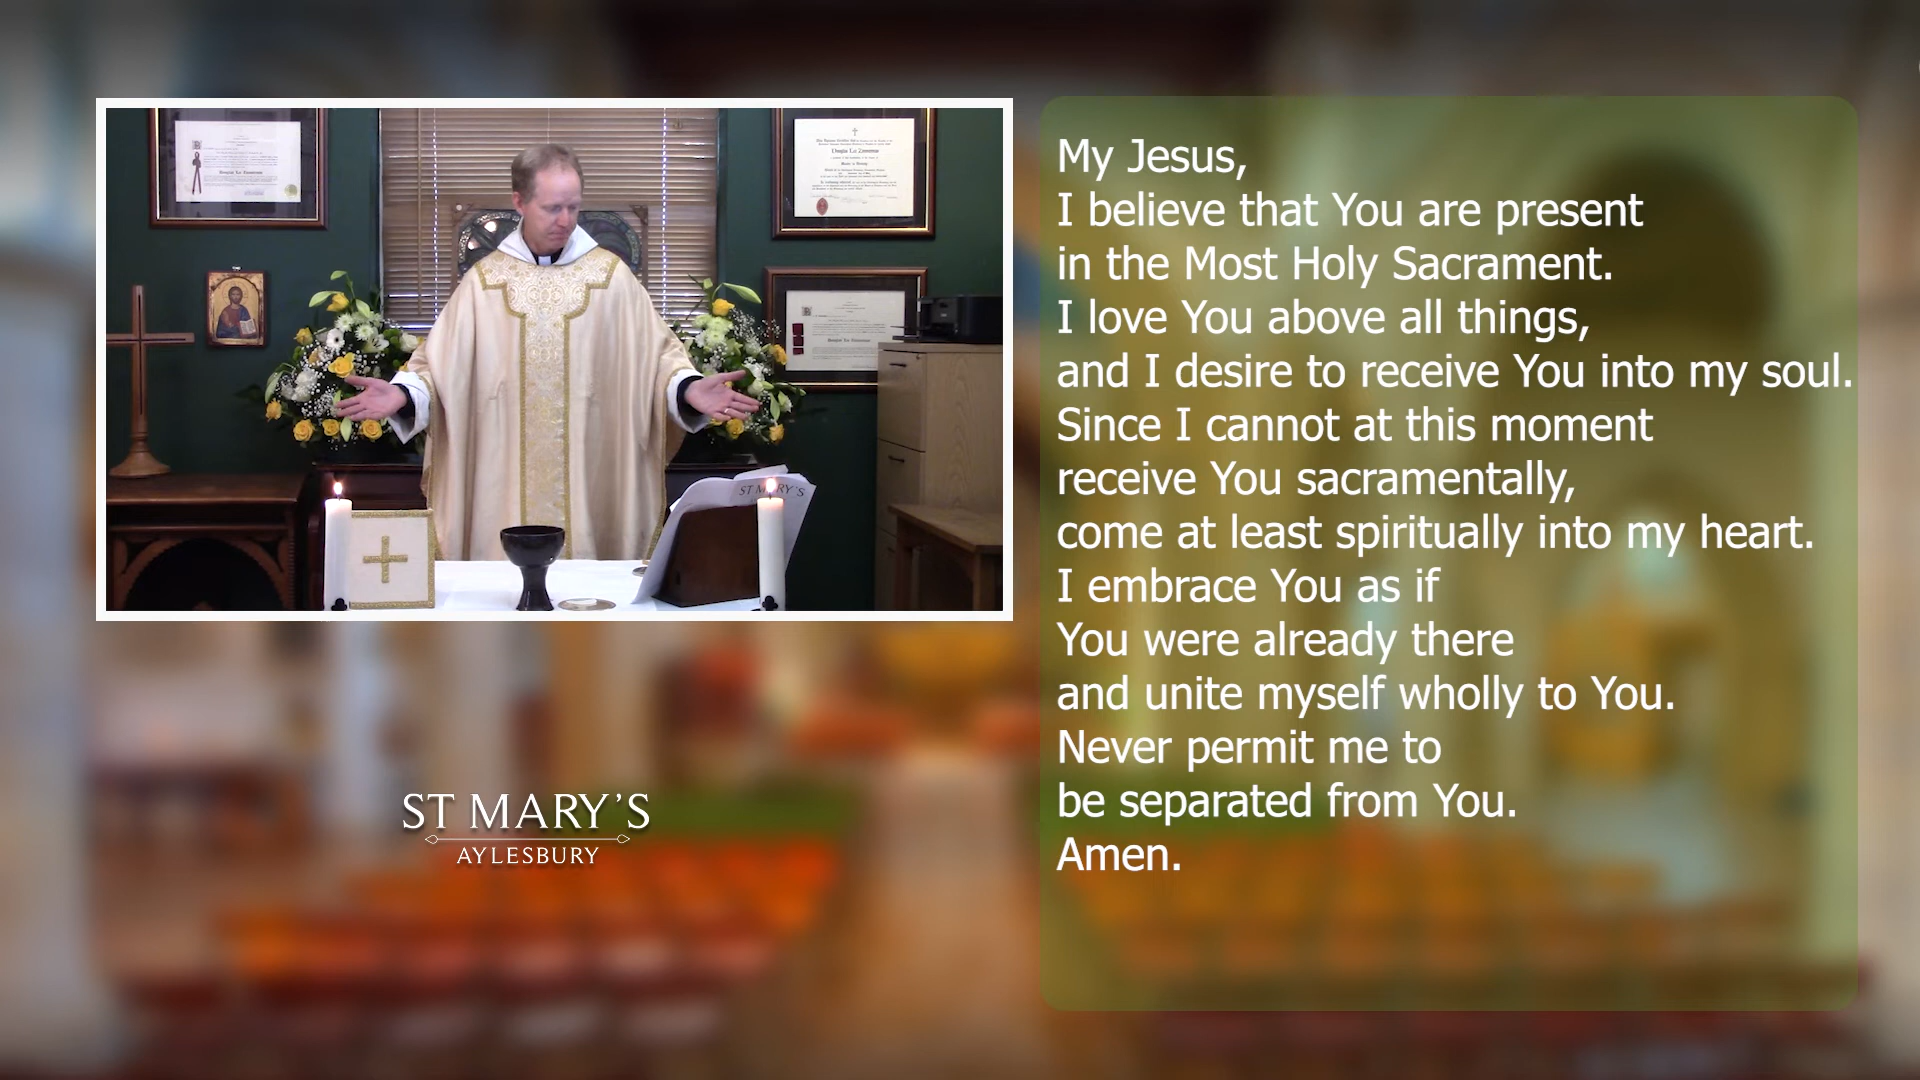 My Jesus,
I believe that You are present
in the Most Holy Sacrament.
I love You above all things,
and I desire to receive You into my soul.
Since I cannot at this moment
receive You sacramentally,
come at least spiritually into my heart.
I embrace You as if
You were already there
and unite myself wholly to You.
Never permit me to
be separated from You.
Amen.
ST MARY'S
ST MARY'S
AYLESBURY